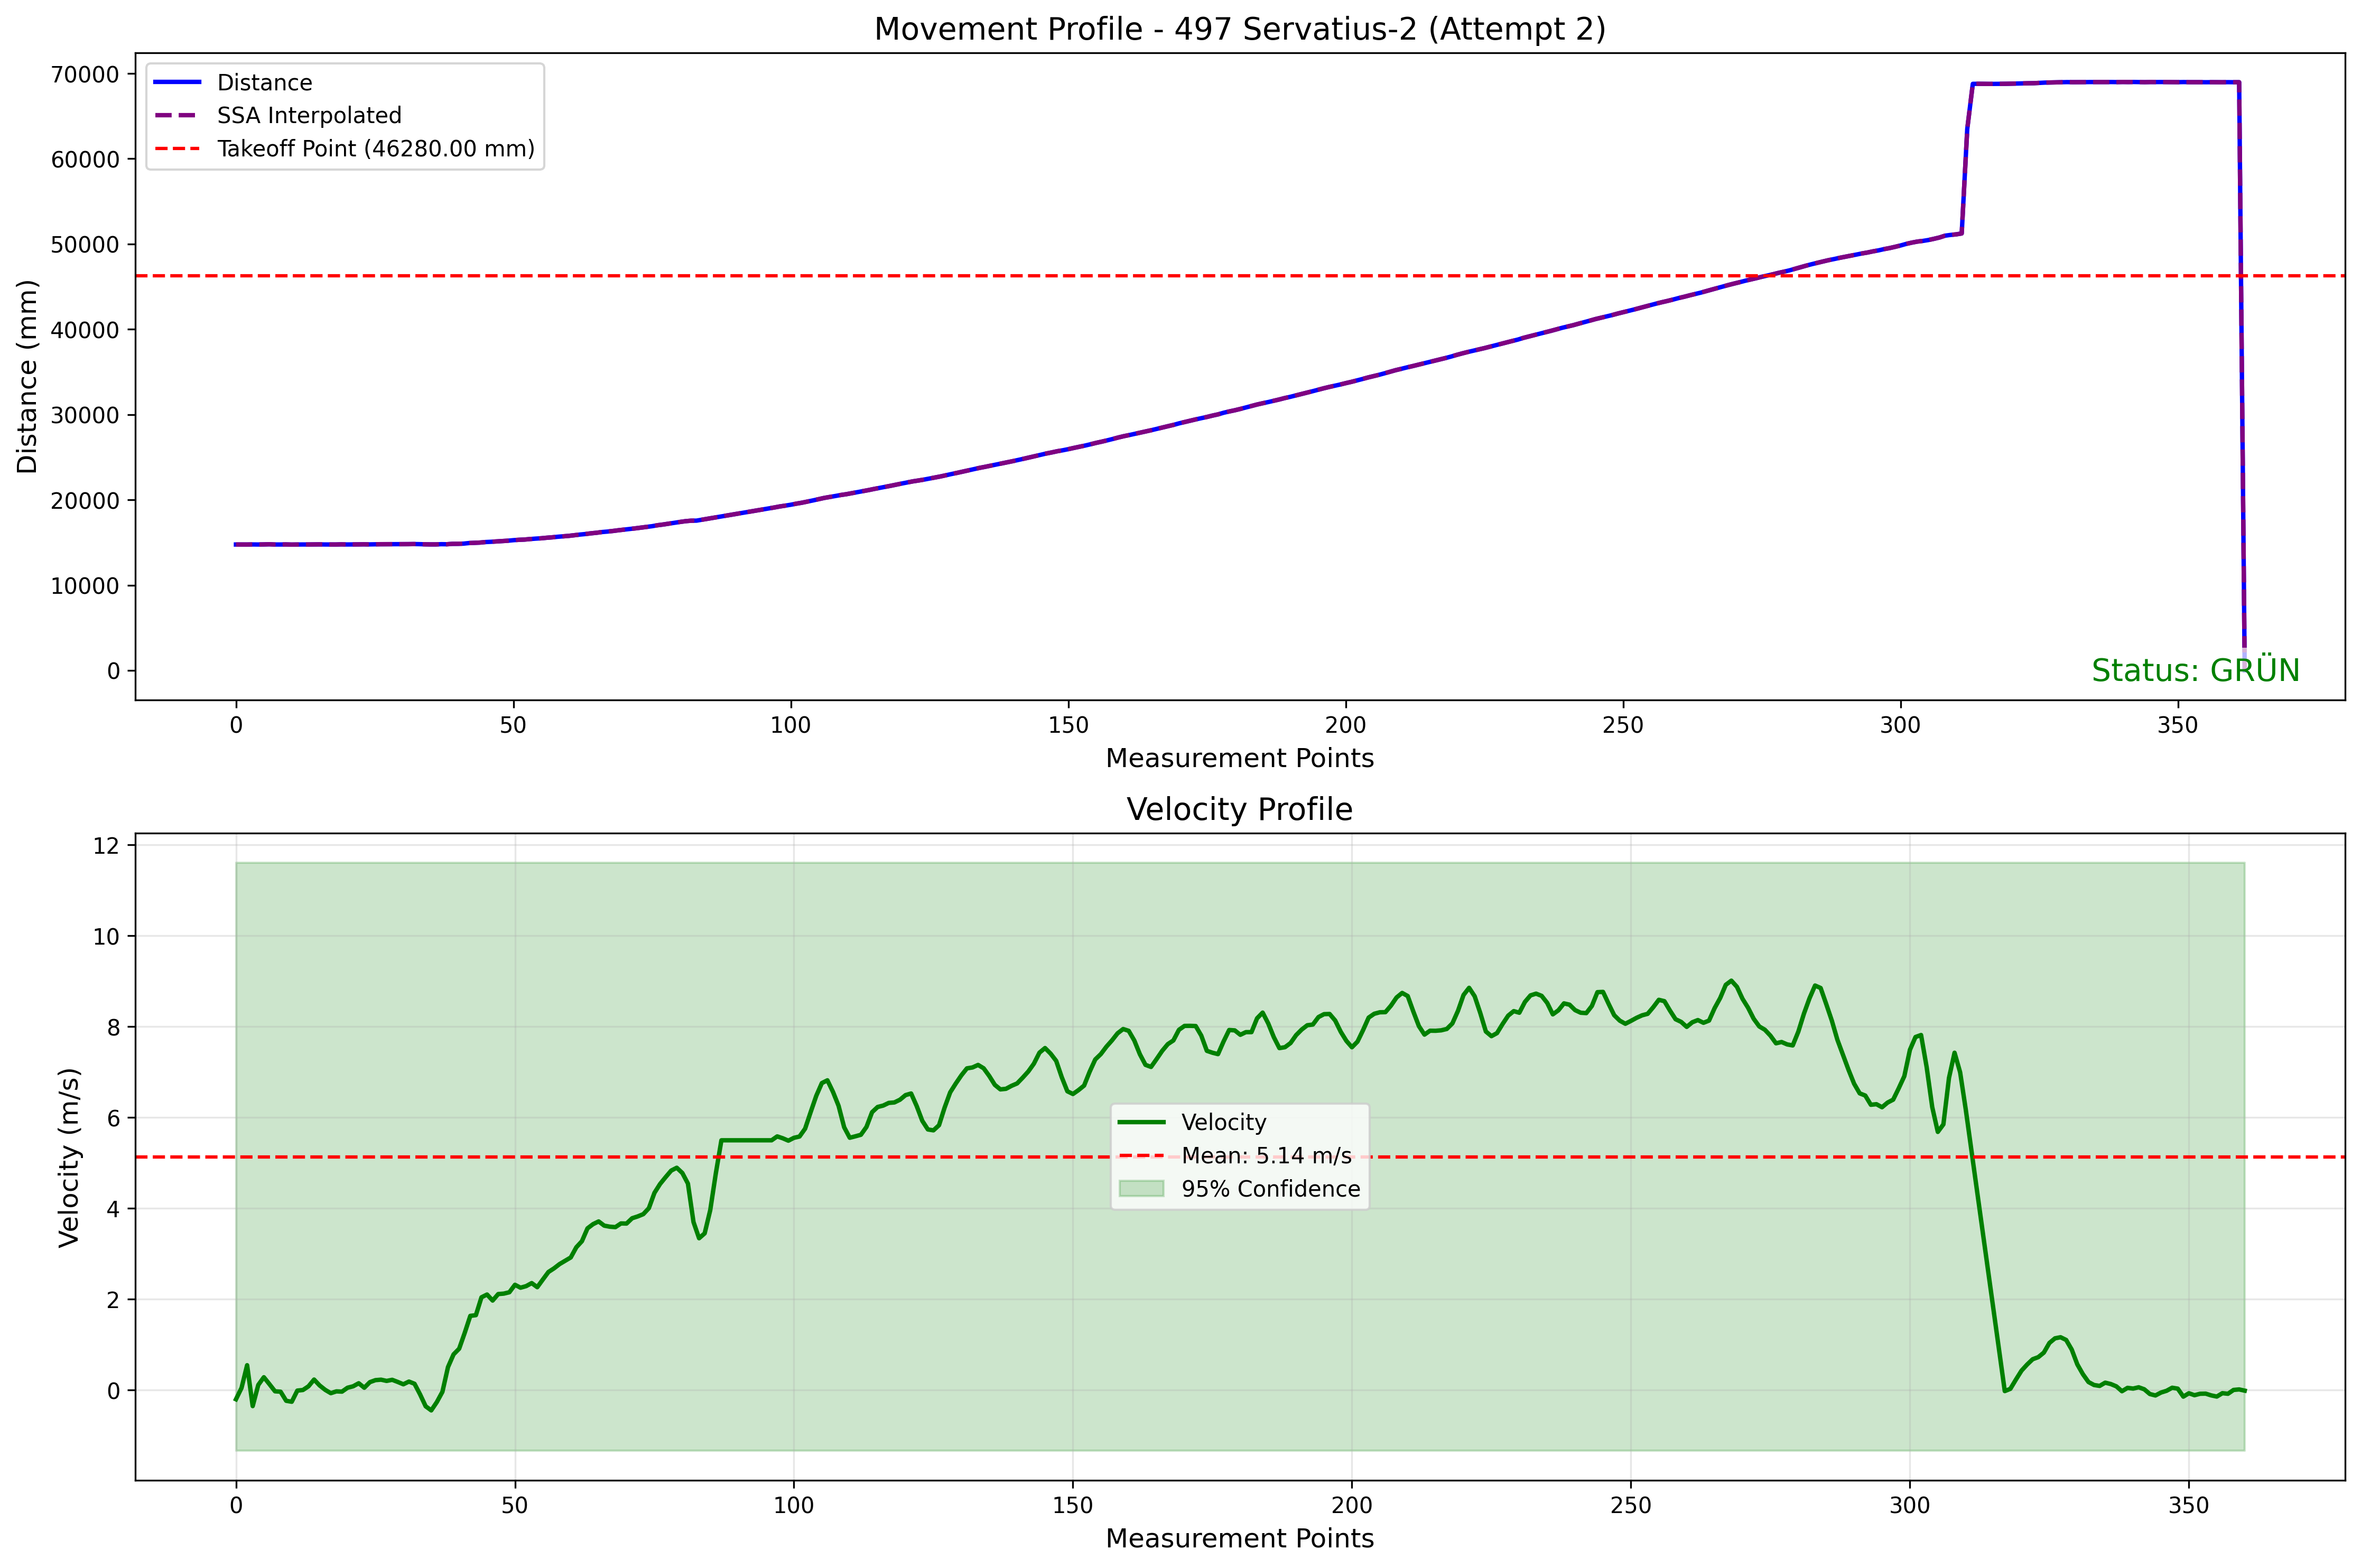 Movement Profile - 497 Servatius-2 (Attempt 2)
Distance
SSA Interpolated
Takeoff Point (46280.00 mm)
Distance (mm)
70000
60000
50000
40000
30000
20000
10000
0
Status: GRÜN
0 50 100 150 200 250 300 350
Measurement Points
Velocity Profile
Velocity (m/s)
12
10
8
6
4
2
0
Velocity
Mean: 5.14 m/s
95% Confidence
0 50 100 150 200 250 300 350
Measurement Points